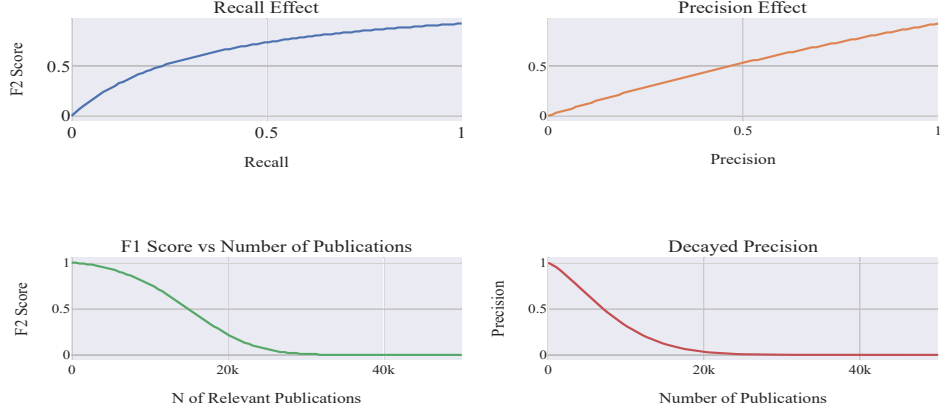 Recall Effect
F2 Score
0.5
0
0
0.5
1
Recall
Precision Effect
0.5
0
0
0.5
1
Precision
F1 Score vs Number of Publications
F2 Score
1
0.5
0
0
20k
40k
N of Relevant Publications
Decayed Precision
Precision
1
0.5
0
0
20k
40k
Number of Publications